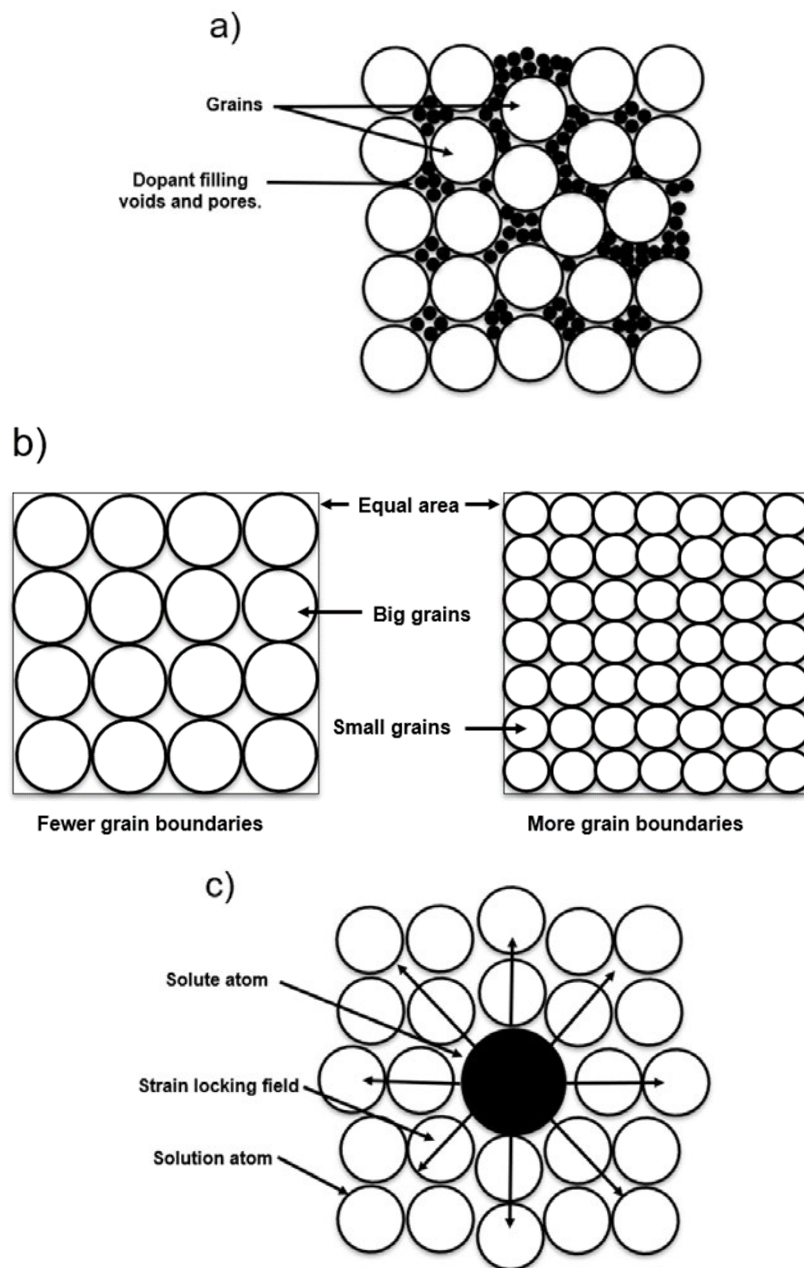 a)
Grains
Dopant filling
voids and pores.
b)
Equal area
Big grains
Small grains
Fewer grain boundaries
More grain boundaries
c)
Solute atom
Strain locking field
Solution atom